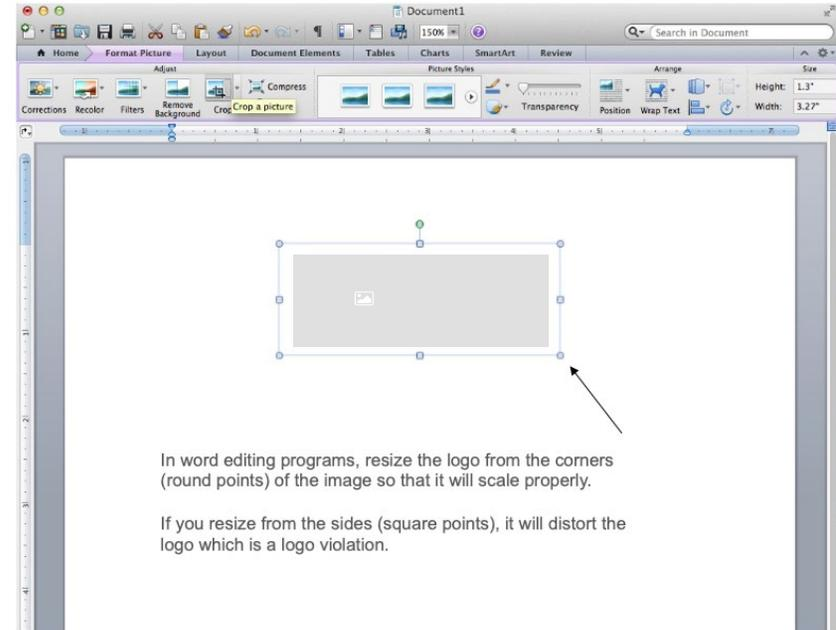 Document1
150%
Search in Document
Home Format Picture Layout Document Elements Tables Charts SmartArt Review
Adjust Picture Styles Arrange Size
Compress Height: 1.3"
Corrections Recolor Filters Remove Background Crop Transparency Position Wrap Text Width: 3.27"
Crop a picture
In word editing programs, resize the logo from the corners
(round points) of the image so that it will scale properly.
If you resize from the sides (square points), it will distort the
logo which is a logo violation.